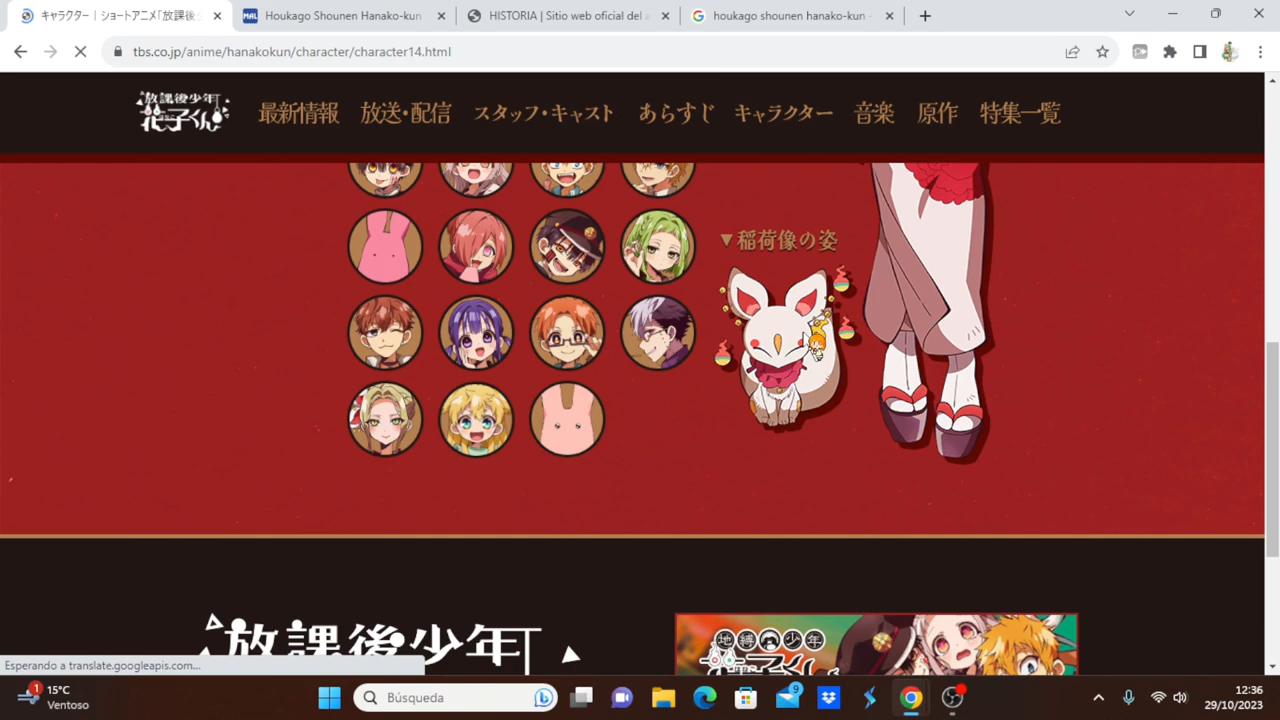 キャラクター｜ショートアニメ「放課後
MAL Houkago Shounen Hanako-kun
HISTORIA | Sitio web oficial del a
houkago shounen hanako-kun -
tbs.co.jp/anime/hanakokun/character/character14.html
放課後少年花子くん 最新情報 放送・配信 スタッフ・キャスト あらすじ キャラクター 音楽 原作 特集一覧
▼稲荷像の姿
放課後少年
地縛少年
花子くん
Esperando a translate.googleapis.com...
1 15°C
Ventoso
Búsqueda
9
12:36
29/10/2023